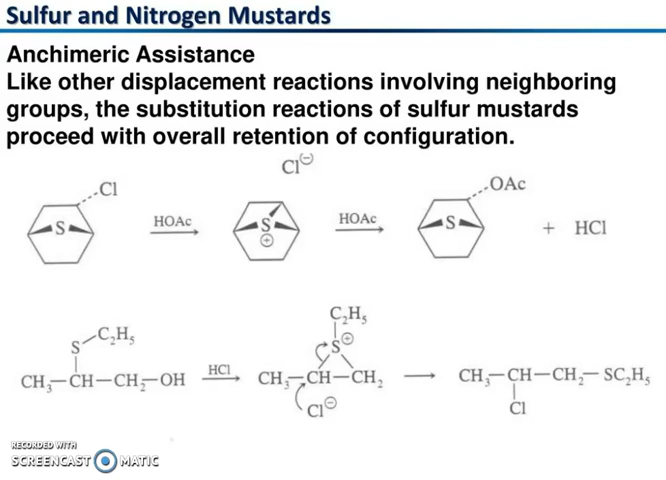 Sulfur and Nitrogen Mustards
Anchimeric Assistance
Like other displacement reactions involving neighboring
groups, the substitution reactions of sulfur mustards
proceed with overall retention of configuration.
Cl⊖
Cl
OAc
S
HOAc
S
⊕
HOAc
S
+ HCl
C₂H₅
S
C₂H₅
S⊕
CH₃—CH—CH₂—OH
HCl
CH₃—CH—CH₂
CH₃—CH—CH₂—SC₂H₅
Cl⊖
Cl
RECORDED WITH
SCREENCAST MATIC